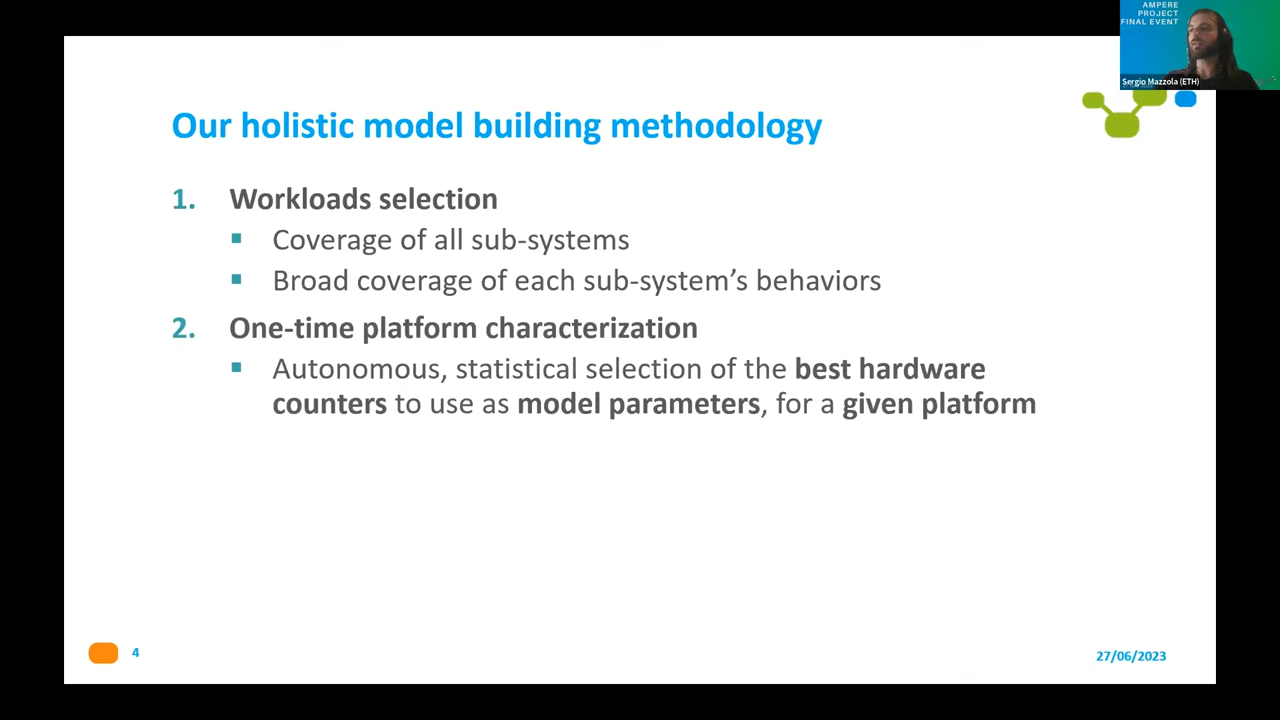 AMPERE
PROJECT
FINAL EVENT
Sergio Mazzola (ETH)
Our holistic model building methodology
1. Workloads selection
▪ Coverage of all sub-systems
▪ Broad coverage of each sub-system’s behaviors
2. One-time platform characterization
▪ Autonomous, statistical selection of the best hardware
counters to use as model parameters, for a given platform
4
27/06/2023